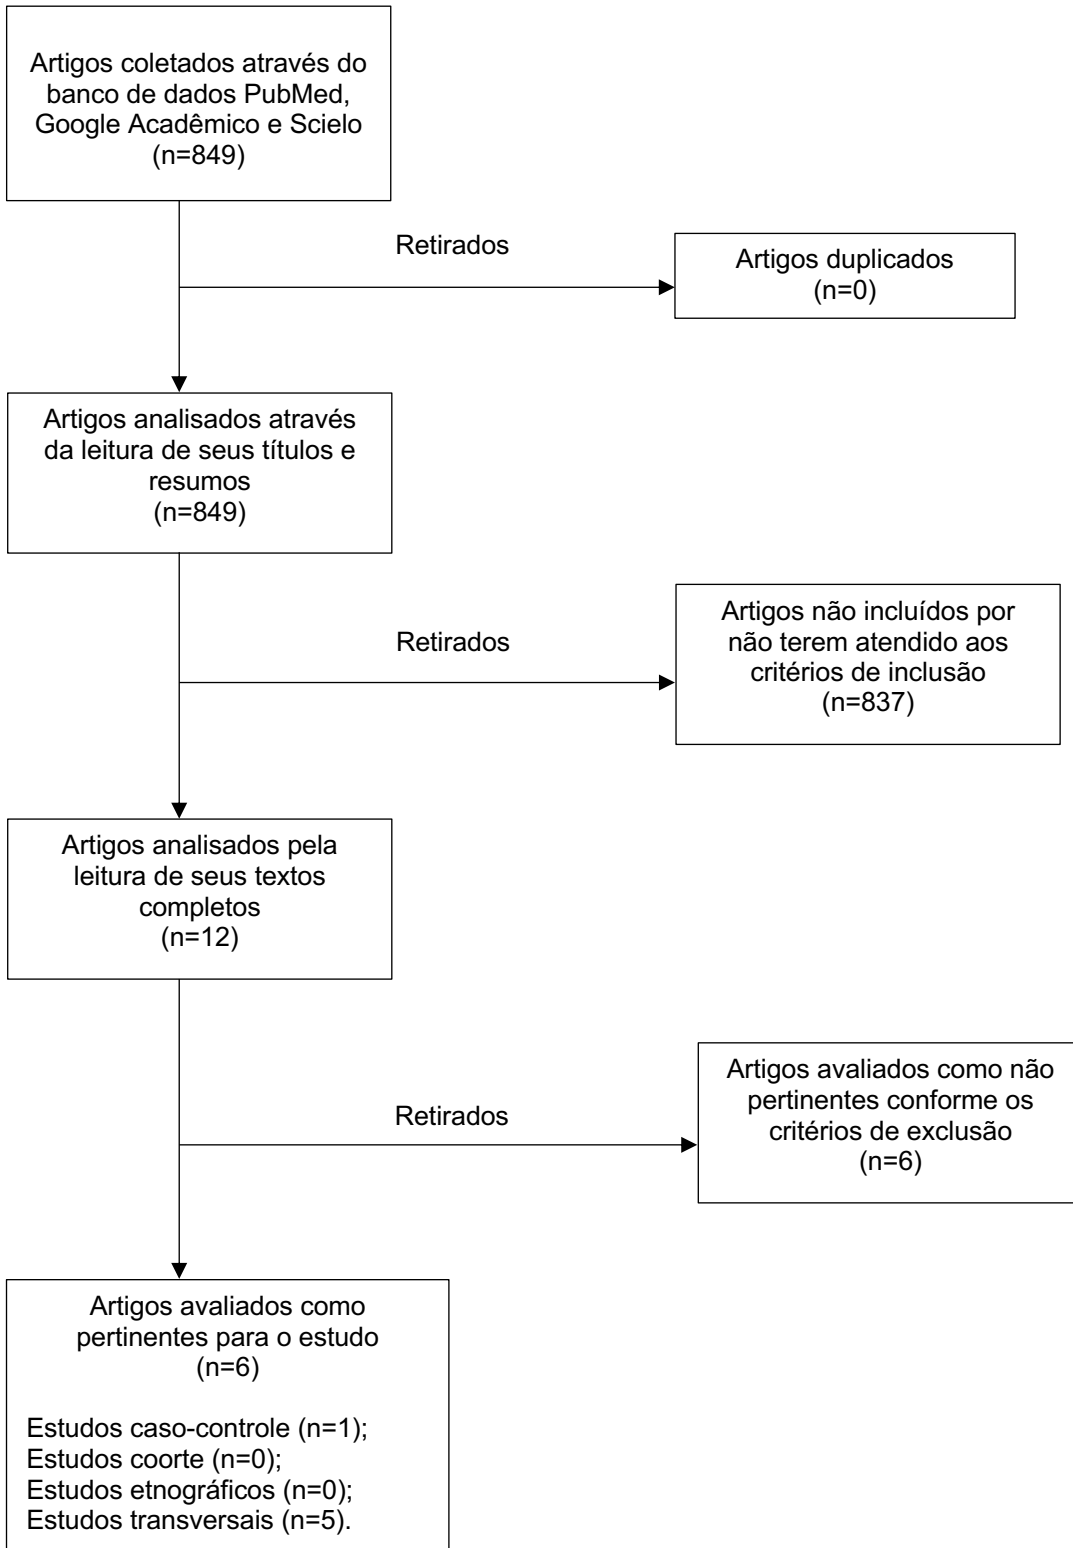 Artigos coletados através do
banco de dados PubMed,
Google Acadêmico e Scielo
(n=849)
Retirados
Artigos duplicados
(n=0)
Artigos analisados através
da leitura de seus títulos e
resumos
(n=849)
Retirados
Artigos não incluídos por
não terem atendido aos
critérios de inclusão
(n=837)
Artigos analisados pela
leitura de seus textos
completos
(n=12)
Retirados
Artigos avaliados como não
pertinentes conforme os
critérios de exclusão
(n=6)
Artigos avaliados como
pertinentes para o estudo
(n=6)
Estudos caso-controle (n=1);
Estudos coorte (n=0);
Estudos etnográficos (n=0);
Estudos transversais (n=5).